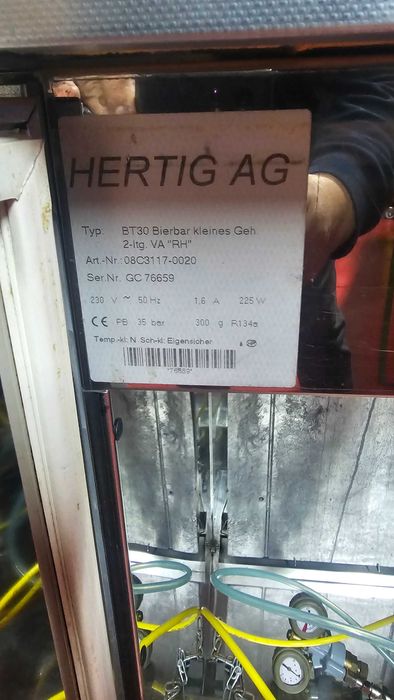 HERTIG AG
Typ: BT30 Bierbar kleines Geh.
2-ltg. VA "RH"
Art.-Nr.: 08C3117-0020
Ser.Nr. GC 76659
230 V ~ 50 Hz 1,6 A 225 W
CE PB 35 bar 300 g R134a
Temp.-kl: N Sch-kl: Eigensicher
*76659*